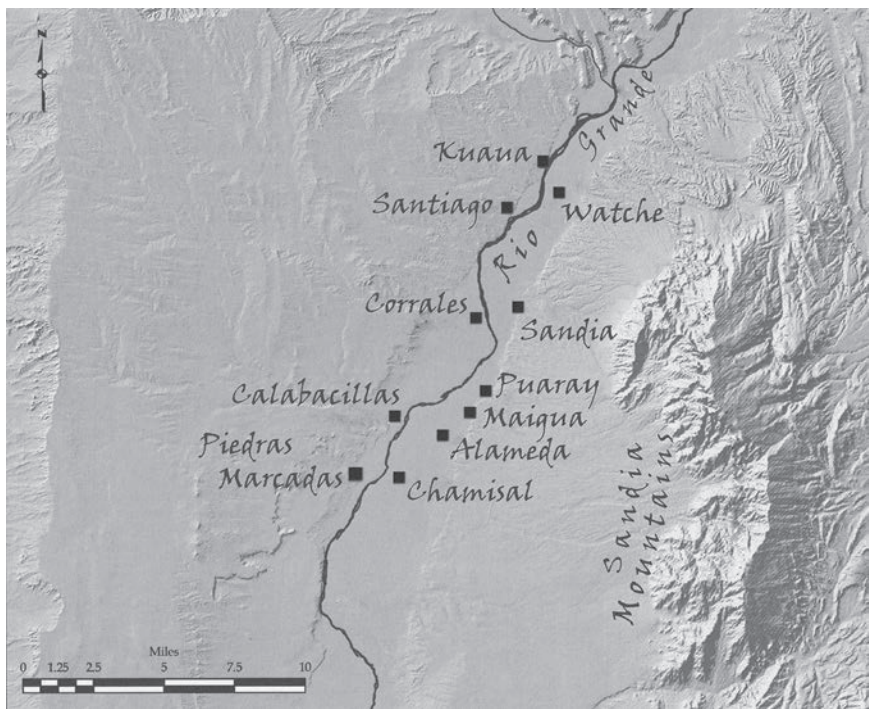 N
Rio Grande
Kuaua
Santiago
Watche
Corrales
Sandia
Puaray
Calabacillas
Maigua
Alameda
Piedras
Marcadas
Chamisal
Sandia
Mountains
Miles
0 1.25 2.5 5 7.5 10